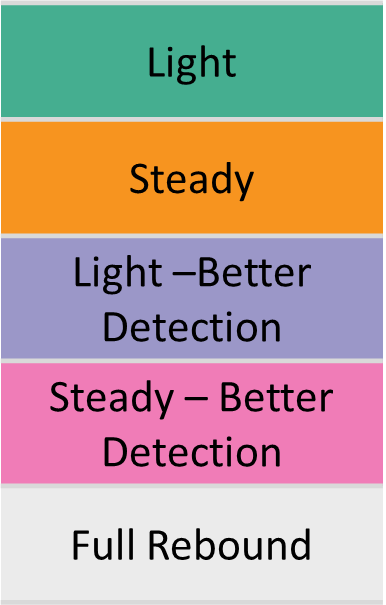 Light
Steady
Light –Better
Detection
Steady – Better
Detection
Full Rebound